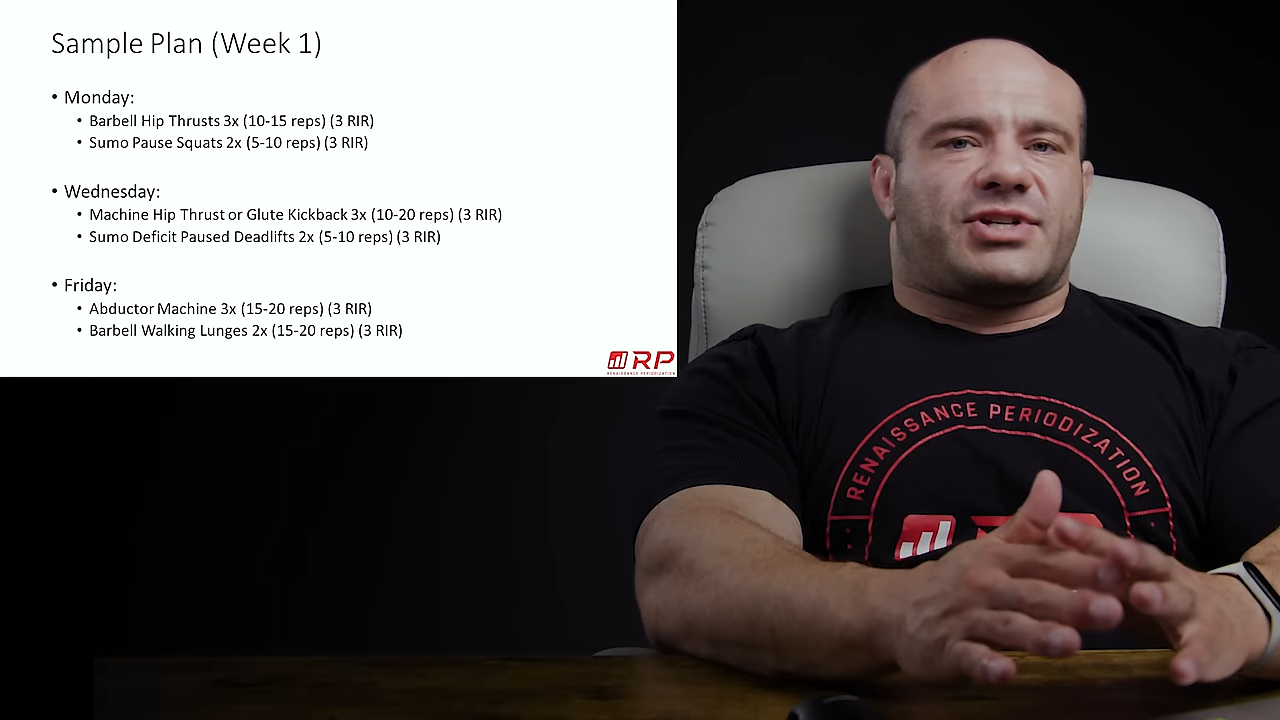 Sample Plan (Week 1)
• Monday:
• Barbell Hip Thrusts 3x (10-15 reps) (3 RIR)
• Sumo Pause Squats 2x (5-10 reps) (3 RIR)
• Wednesday:
• Machine Hip Thrust or Glute Kickback 3x (10-20 reps) (3 RIR)
• Sumo Deficit Paused Deadlifts 2x (5-10 reps) (3 RIR)
• Friday:
• Abductor Machine 3x (15-20 reps) (3 RIR)
• Barbell Walking Lunges 2x (15-20 reps) (3 RIR)
RP
RENAISSANCE PERIODIZATION
RENAISSANCE PERIODIZATION